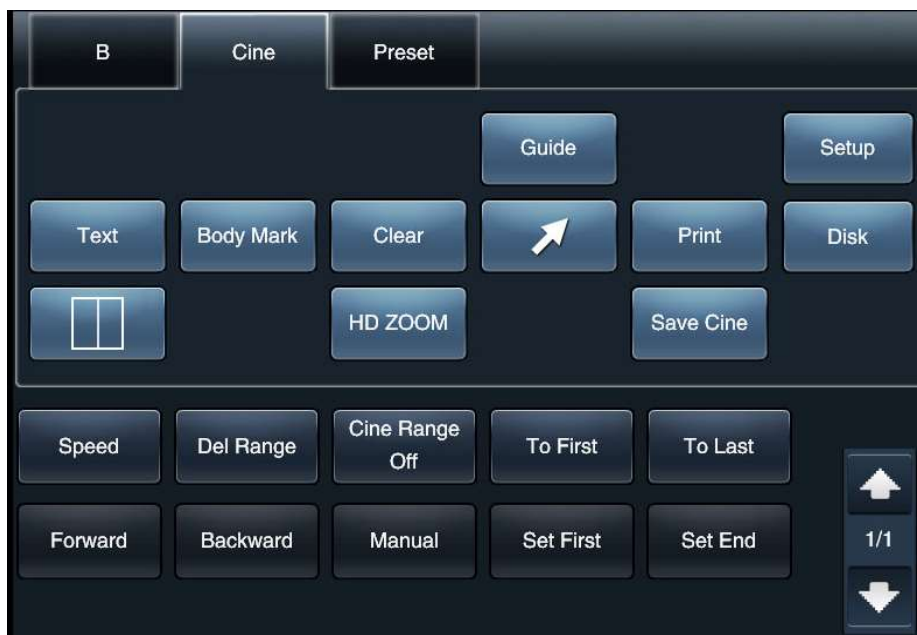 B
Cine
Preset
Guide
Setup
Text
Body Mark
Clear
Print
Disk
HD ZOOM
Save Cine
Speed
Del Range
Cine Range
Off
To First
To Last
Forward
Backward
Manual
Set First
Set End
1/1